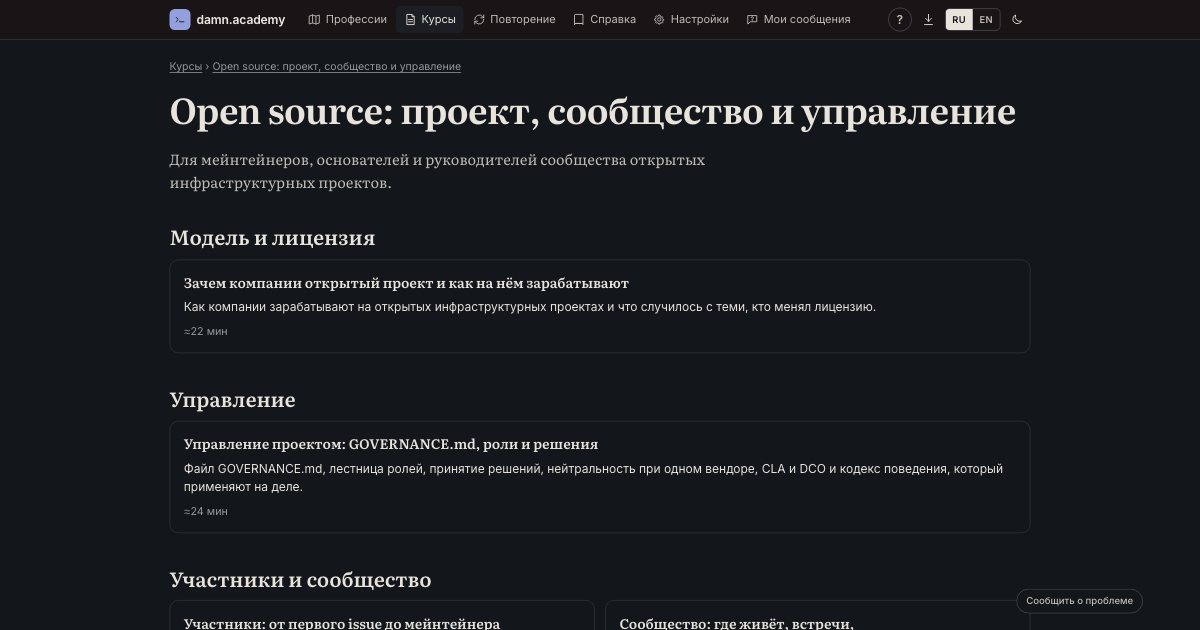 damn.academy Профессии Курсы Повторение Справка Настройки Мои сообщения ? RU EN
Курсы › Open source: проект, сообщество и управление
Open source: проект, сообщество и управление
Для мейнтейнеров, основателей и руководителей сообщества открытых
инфраструктурных проектов.
Модель и лицензия
Зачем компании открытый проект и как на нём зарабатывают
Как компании зарабатывают на открытых инфраструктурных проектах и что случилось с теми, кто менял лицензию.
≈22 мин
Управление
Управление проектом: GOVERNANCE.md, роли и решения
Файл GOVERNANCE.md, лестница ролей, принятие решений, нейтральность при одном вендоре, CLA и DCO и кодекс поведения, который
применяют на деле.
≈24 мин
Участники и сообщество
Сообщить о проблеме
Участники: от первого issue до мейнтейнера
Сообщество: где живёт, встречи,